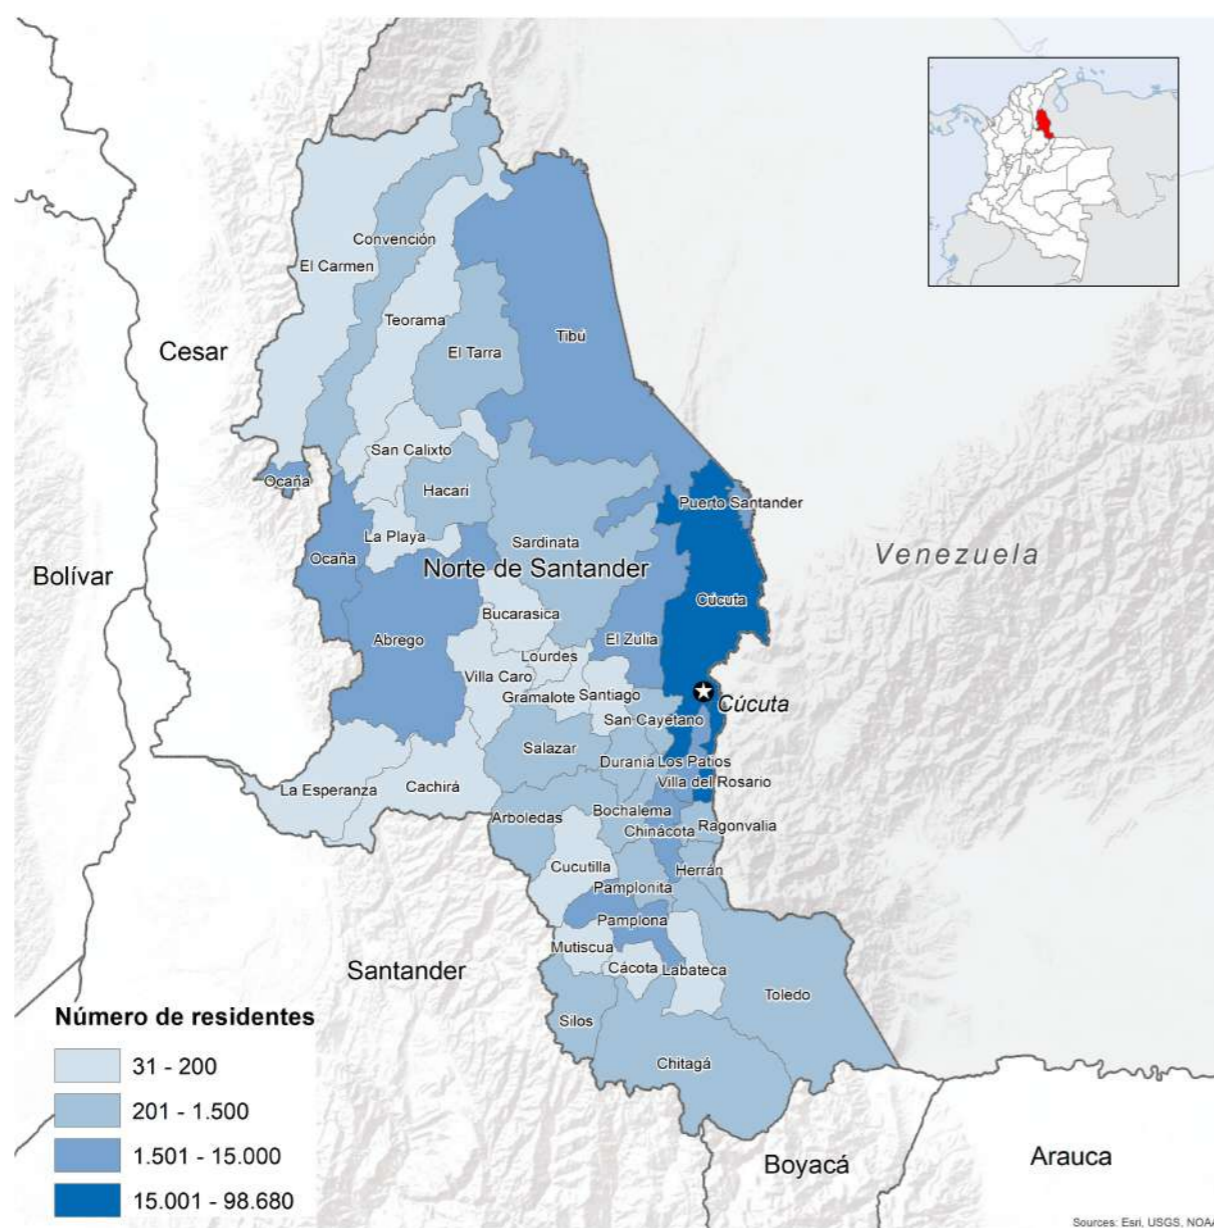 Convención
El Carmen
Teorama
Tibú
Cesar
El Tarra
San Calixto
Ocaña
Hacarí
Puerto Santander
La Playa
Sardinata
Ocaña
Venezuela
Norte de Santander
Bolívar
Cúcuta
Bucarasica
Abrego
El Zulia
Lourdes
Villa Caro
Gramalote
Santiago
Cúcuta
San Cayetano
Salazar
Durania
Los Patios
Villa del Rosario
La Esperanza
Cachirá
Arboledas
Bochalema
Chinácota
Ragonvalia
Cucutilla
Herrán
Pamplonita
Pamplona
Mutiscua
Cácota
Labateca
Santander
Toledo
Silos
Chitagá
Número de residentes
31 - 200
201 - 1.500
1.501 - 15.000
15.001 - 98.680
Boyacá
Arauca
Sources: Esri, USGS, NOA